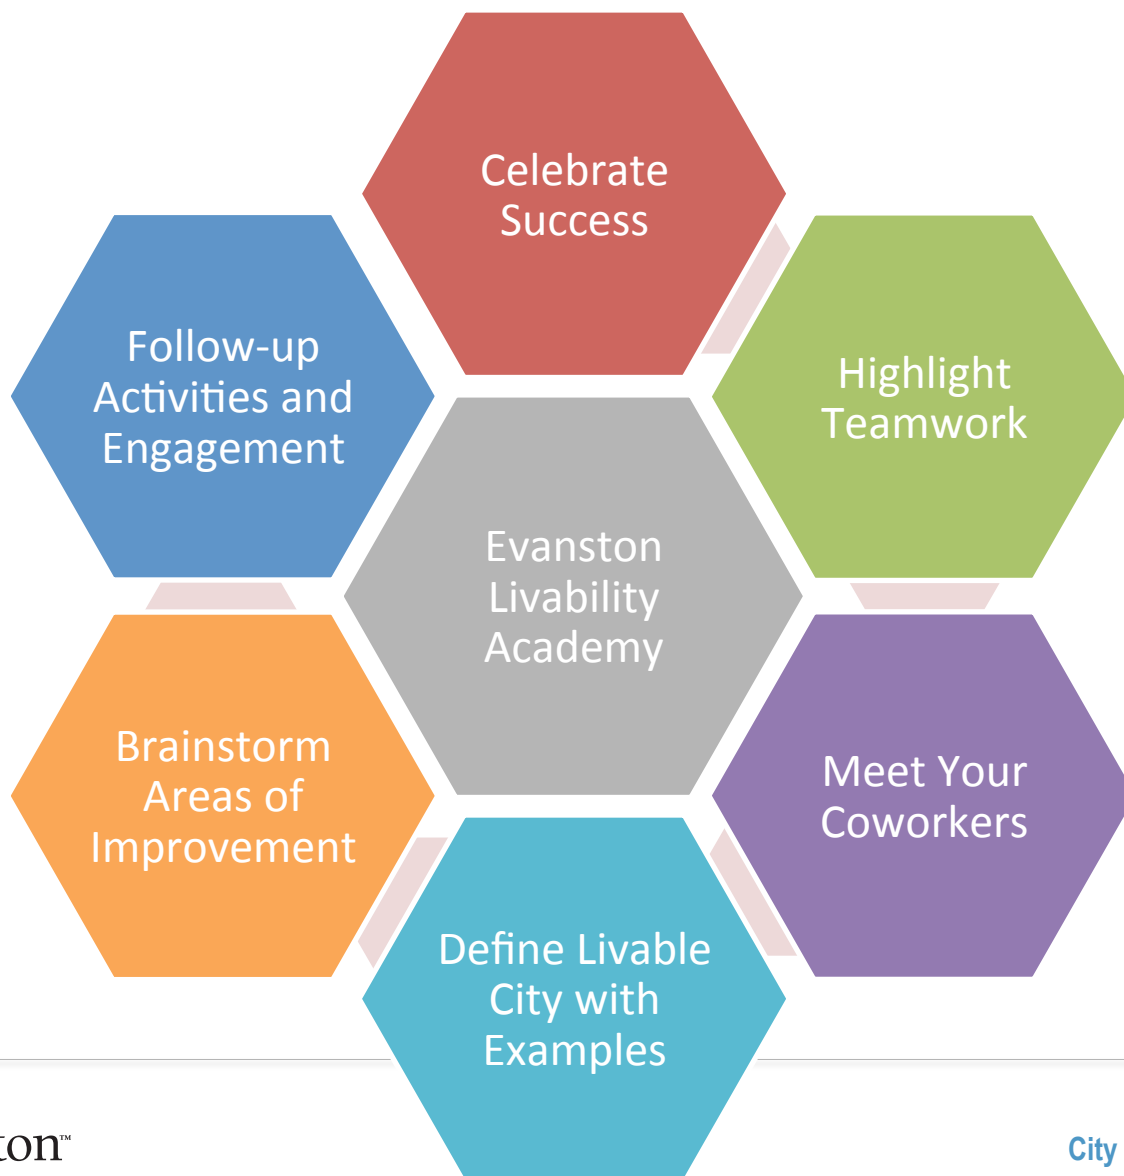 Celebrate
Success
Follow-up
Activities and
Engagement
Highlight
Teamwork
Evanston
Livability
Academy
Brainstorm
Areas of
Improvement
Meet Your
Coworkers
Define Livable
City with
Examples
ton™
City